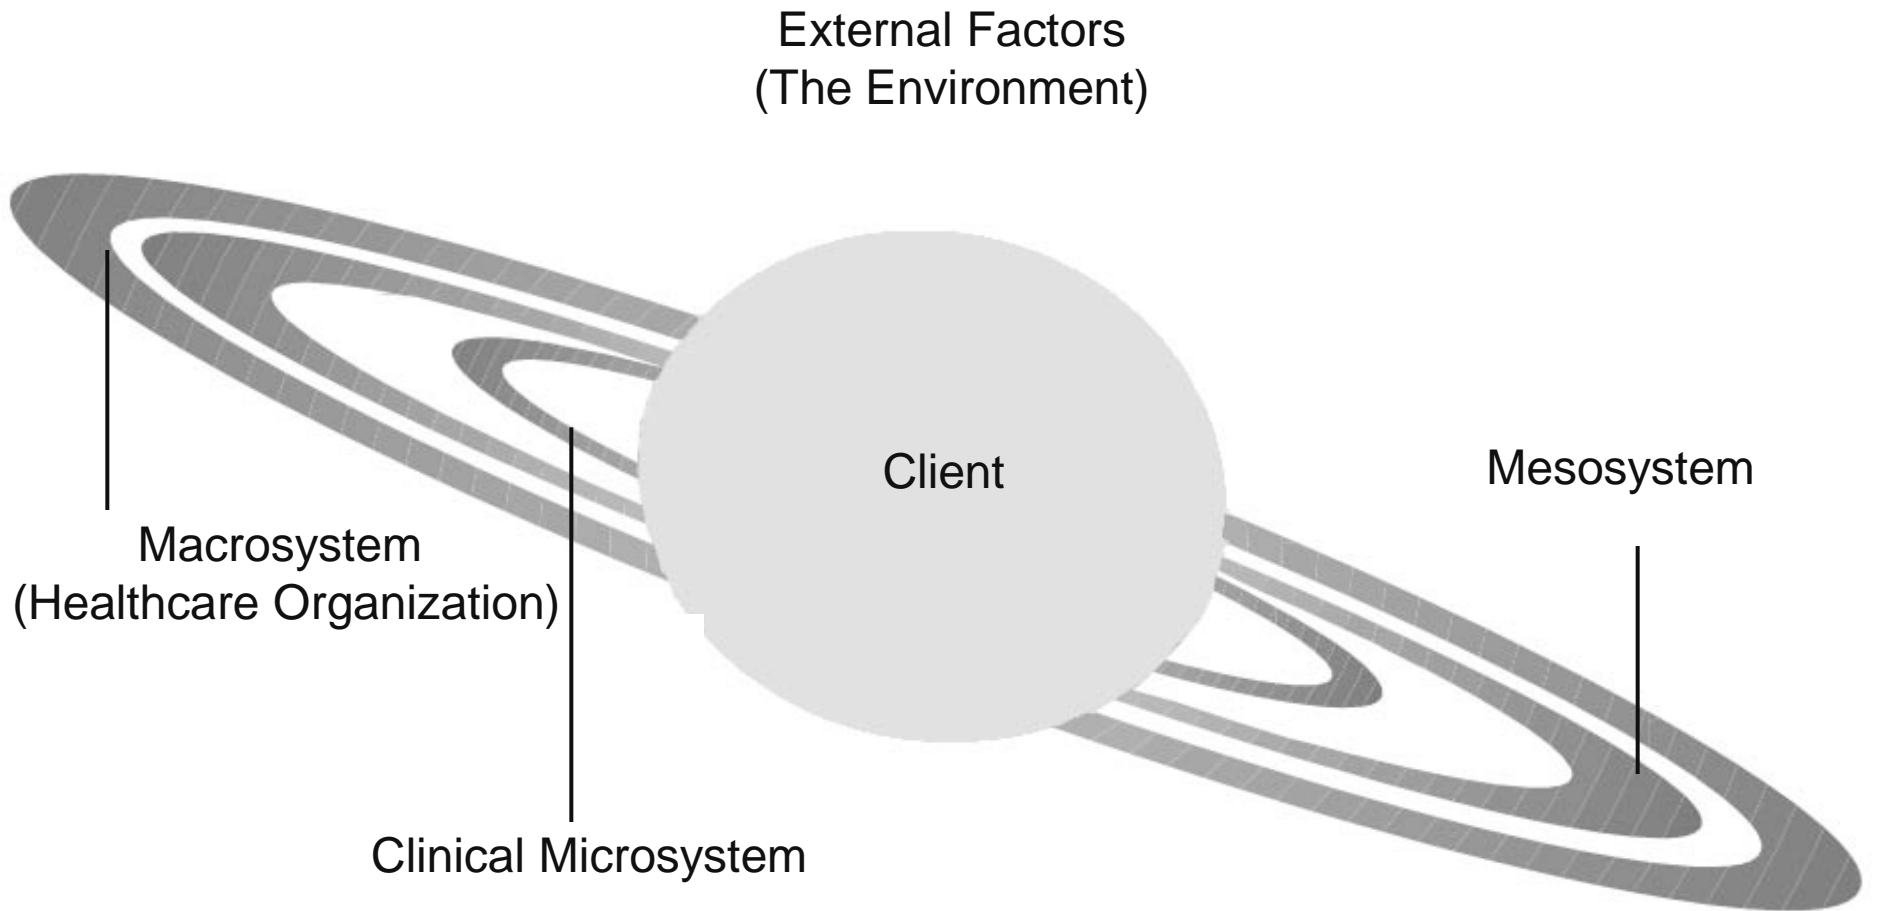 External Factors
(The Environment)
Client
Mesosystem
Macrosystem
(Healthcare Organization)
Clinical Microsystem